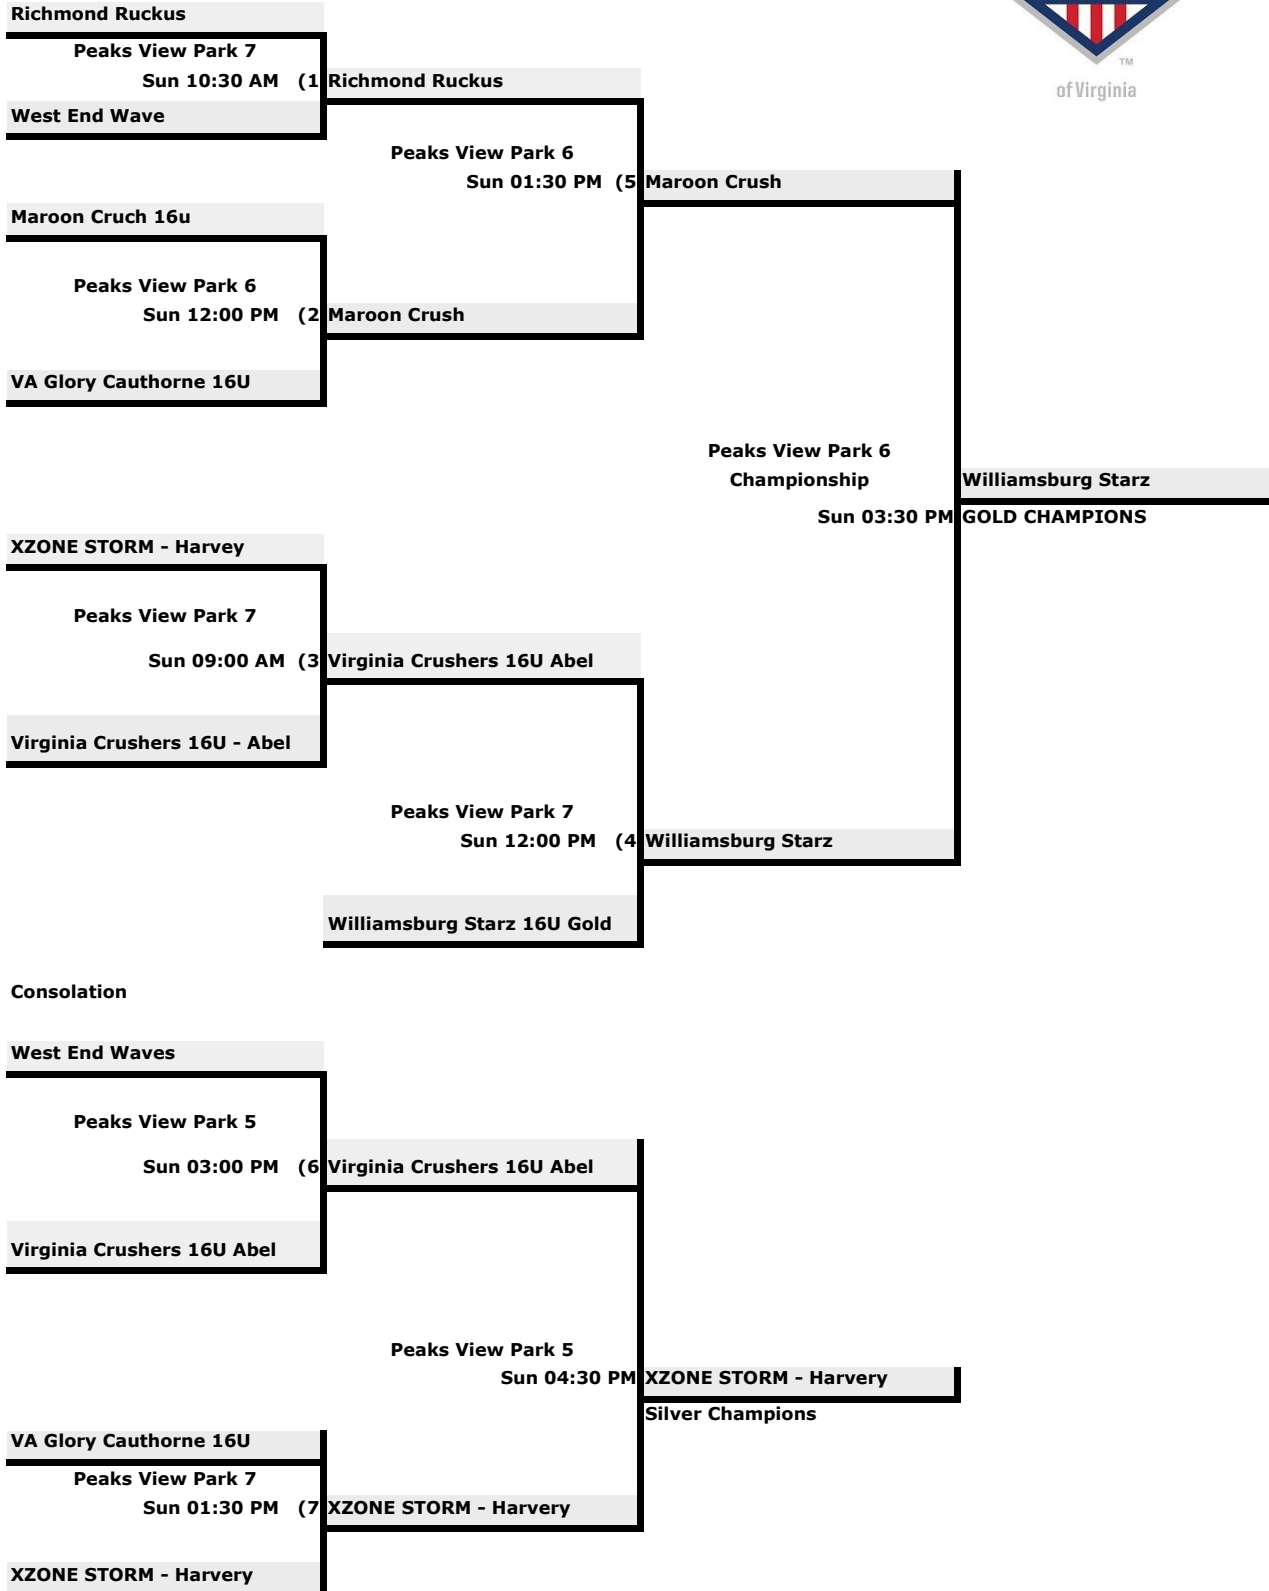 Richmond Ruckus
Peaks View Park 7
Sun 10:30 AM (1 Richmond Ruckus
West End Wave
TM
of Virginia
Peaks View Park 6
Sun 01:30 PM (5 Maroon Crush
Maroon Cruch 16u
Peaks View Park 6
Sun 12:00 PM (2 Maroon Crush
VA Glory Cauthorne 16U
Peaks View Park 6
Championship
Williamsburg Starz
Sun 03:30 PM GOLD CHAMPIONS
XZONE STORM - Harvey
Peaks View Park 7
Sun 09:00 AM (3 Virginia Crushers 16U Abel
Virginia Crushers 16U - Abel
Peaks View Park 7
Sun 12:00 PM (4 Williamsburg Starz
Williamsburg Starz 16U Gold
Consolation
West End Waves
Peaks View Park 5
Sun 03:00 PM (6 Virginia Crushers 16U Abel
Virginia Crushers 16U Abel
Peaks View Park 5
Sun 04:30 PM XZONE STORM - Harvery
Silver Champions
VA Glory Cauthorne 16U
Peaks View Park 7
Sun 01:30 PM (7 XZONE STORM - Harvery
XZONE STORM - Harvery